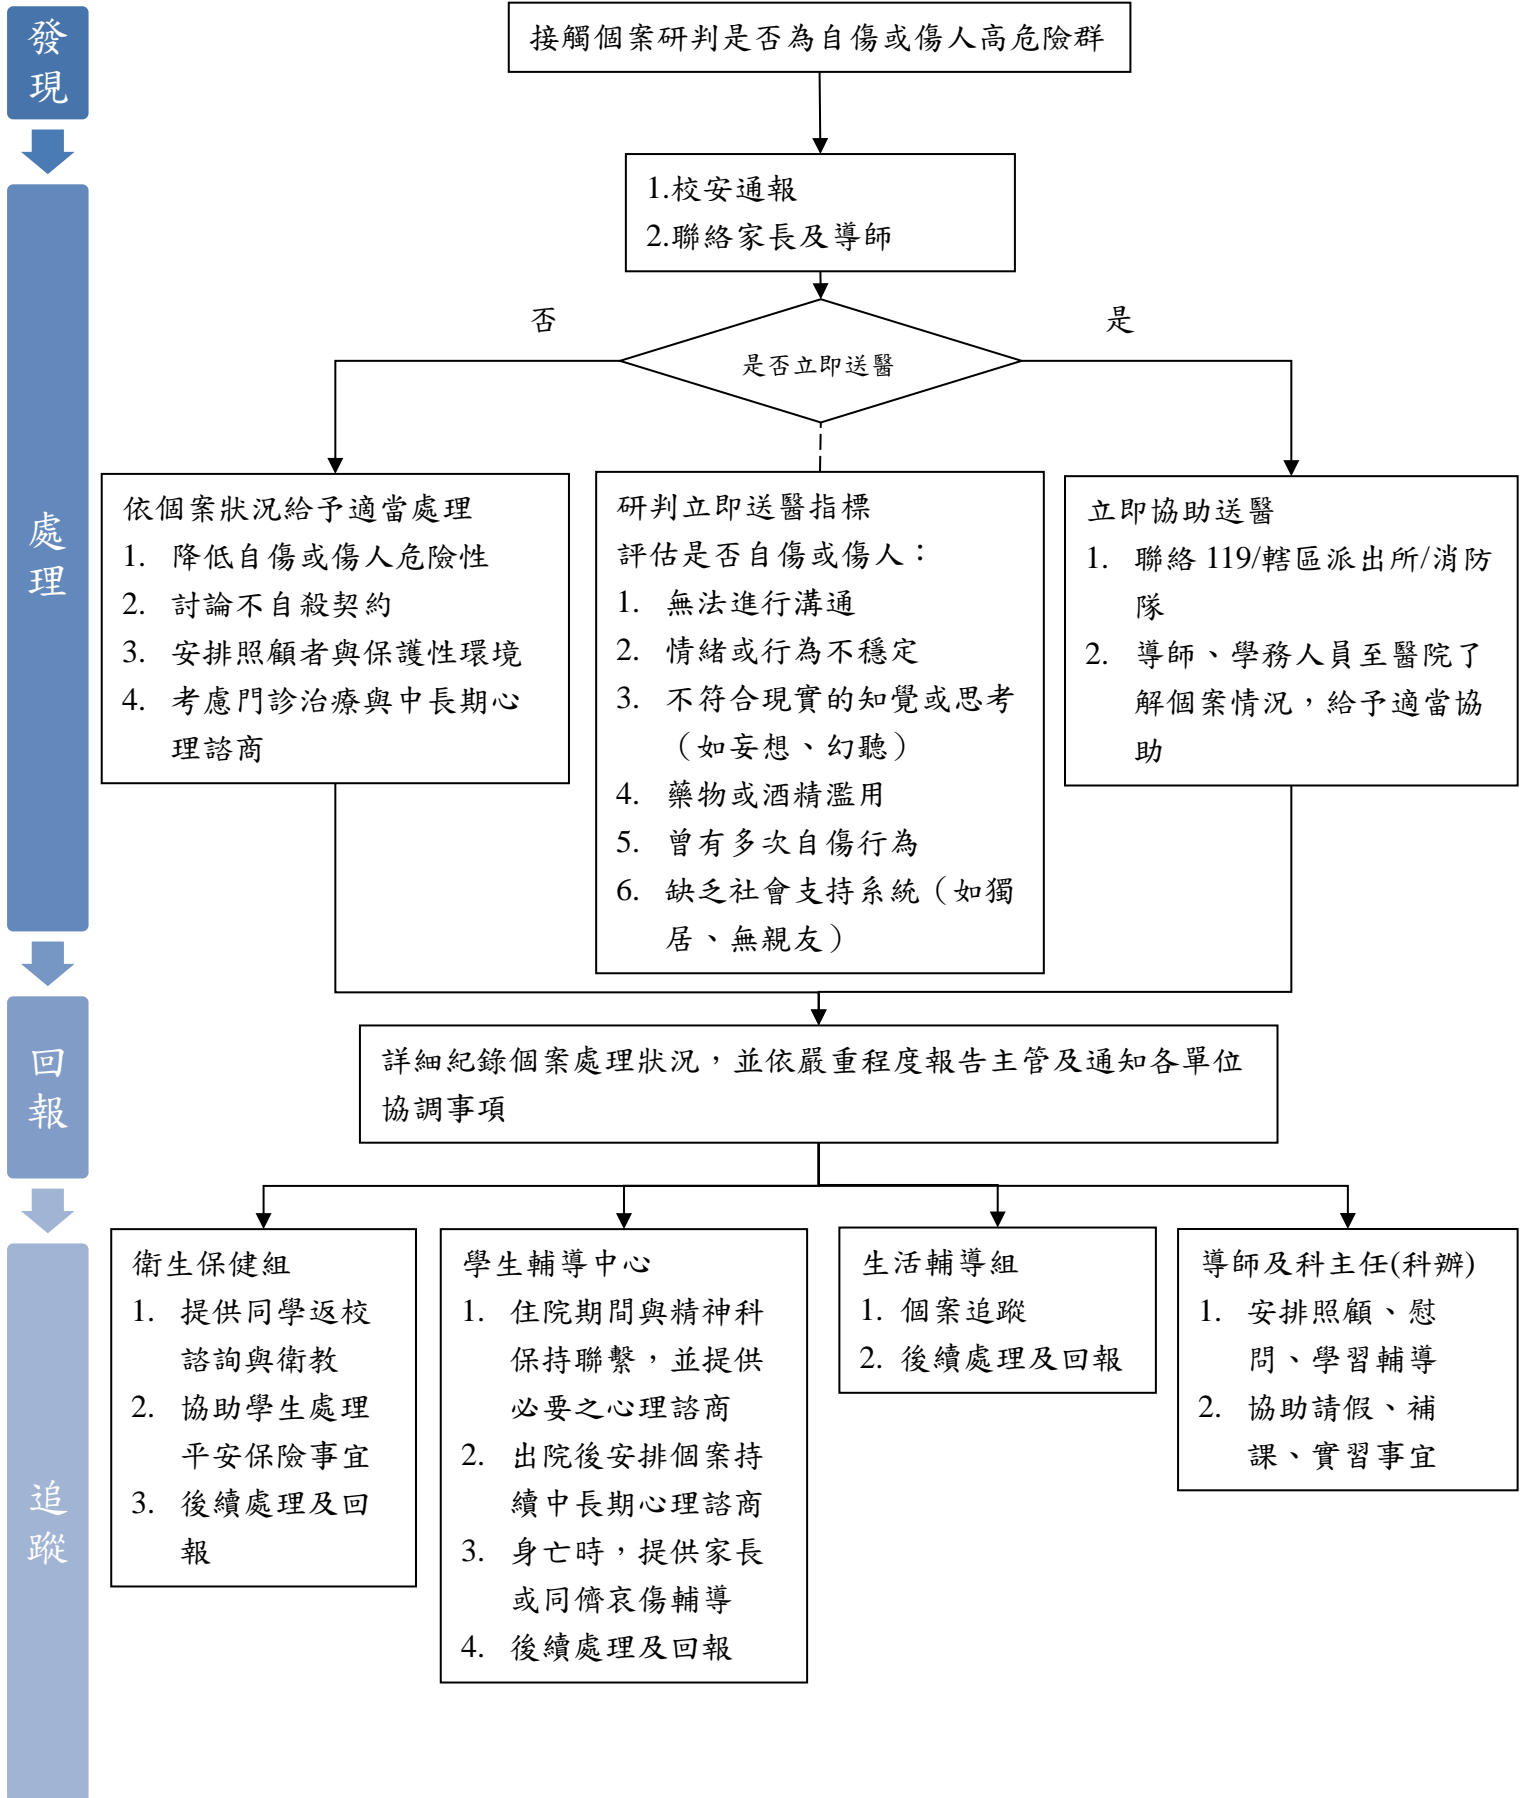 發
現
接觸個案研判是否為自傷或傷人高危險群
1.校安通報
2.聯絡家長及導師
處
理
否
是
是否立即送醫
依個案狀況給予適當處理
1. 降低自傷或傷人危險性
2. 討論不自殺契約
3. 安排照顧者與保護性環境
4. 考慮門診治療與中長期心
理諮商
研判立即送醫指標
評估是否自傷或傷人：
1. 無法進行溝通
2. 情緒或行為不穩定
3. 不符合現實的知覺或思考
（如妄想、幻聽）
4. 藥物或酒精濫用
5. 曾有多次自傷行為
6. 缺乏社會支持系統（如獨
居、無親友）
立即協助送醫
1. 聯絡 119/轄區派出所/消防
隊
2. 導師、學務人員至醫院了
解個案情況，給予適當協
助
回
報
詳細紀錄個案處理狀況，並依嚴重程度報告主管及通知各單位
協調事項
追
蹤
衛生保健組
1. 提供同學返校
諮詢與衛教
2. 協助學生處理
平安保險事宜
3. 後續處理及回
報
學生輔導中心
1. 住院期間與精神科
保持聯繫，並提供
必要之心理諮商
2. 出院後安排個案持
續中長期心理諮商
3. 身亡時，提供家長
或同儕哀傷輔導
4. 後續處理及回報
生活輔導組
1. 個案追蹤
2. 後續處理及回報
導師及科主任(科辦)
1. 安排照顧、慰
問、學習輔導
2. 協助請假、補
課、實習事宜